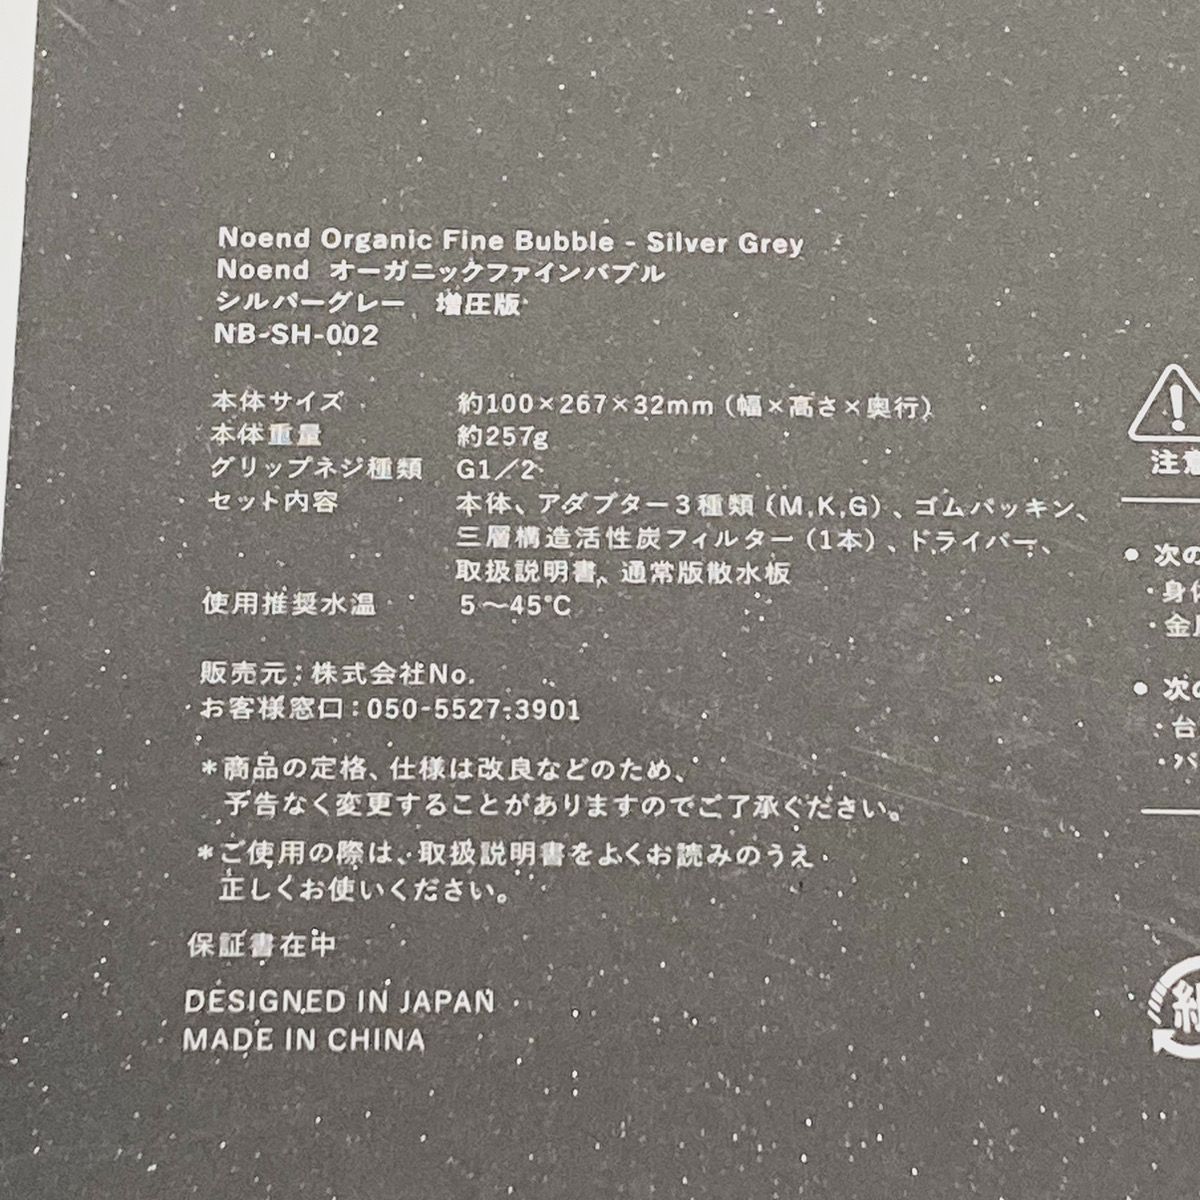 Noend Organic Fine Bubble - Silver Grey
Noend オーガニックファインバブル
シルバーグレー　増圧版
NB-SH-002
本体サイズ 約100×267×32mm（幅×高さ×奥行）
本体重量 約257g
グリップネジ種類 G1／2
セット内容 本体、アダプター3種類（M,K,G）、ゴムパッキン、
三層構造活性炭フィルター（1本）、ドライバー、
取扱説明書、通常版散水板
使用推奨水温 5～45℃
販売元：株式会社No.
お客様窓口：050-5527-3901
*商品の定格、仕様は改良などのため、
予告なく変更することがありますのでご了承ください。
*ご使用の際は、取扱説明書をよくお読みのうえ
正しくお使いください。
保証書在中
DESIGNED IN JAPAN
MADE IN CHINA
注意
●次の
・身体
・金
●次の
・台
・バ